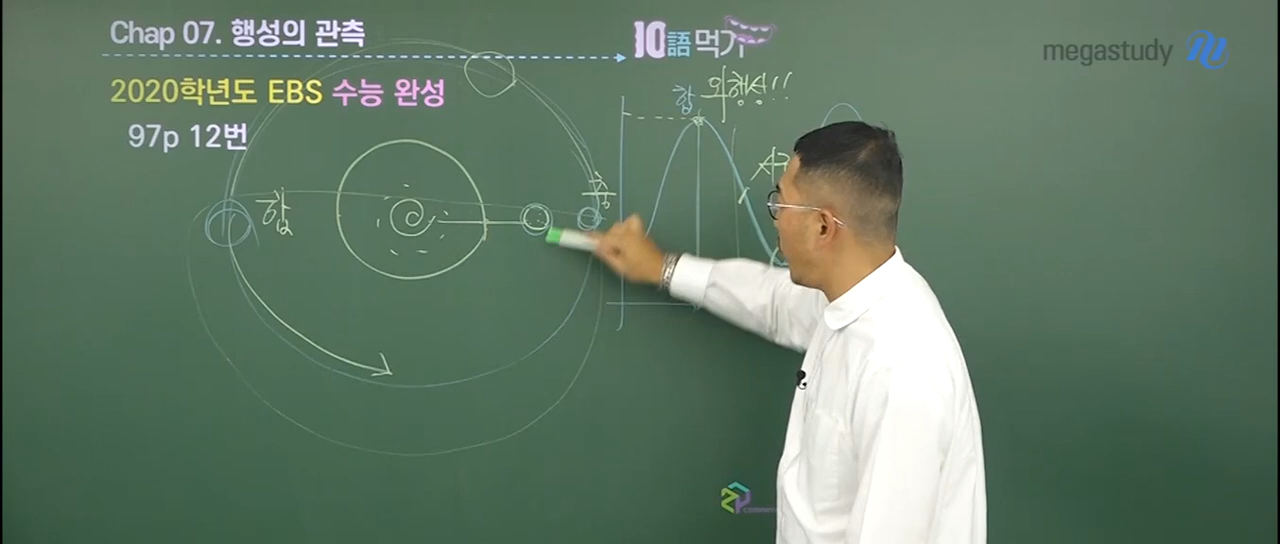 Chap 07. 행성의 관측
10語먹기
megastudy
2020학년도 EBS 수능 완성
97p 12번
합 외행성!!
합
충